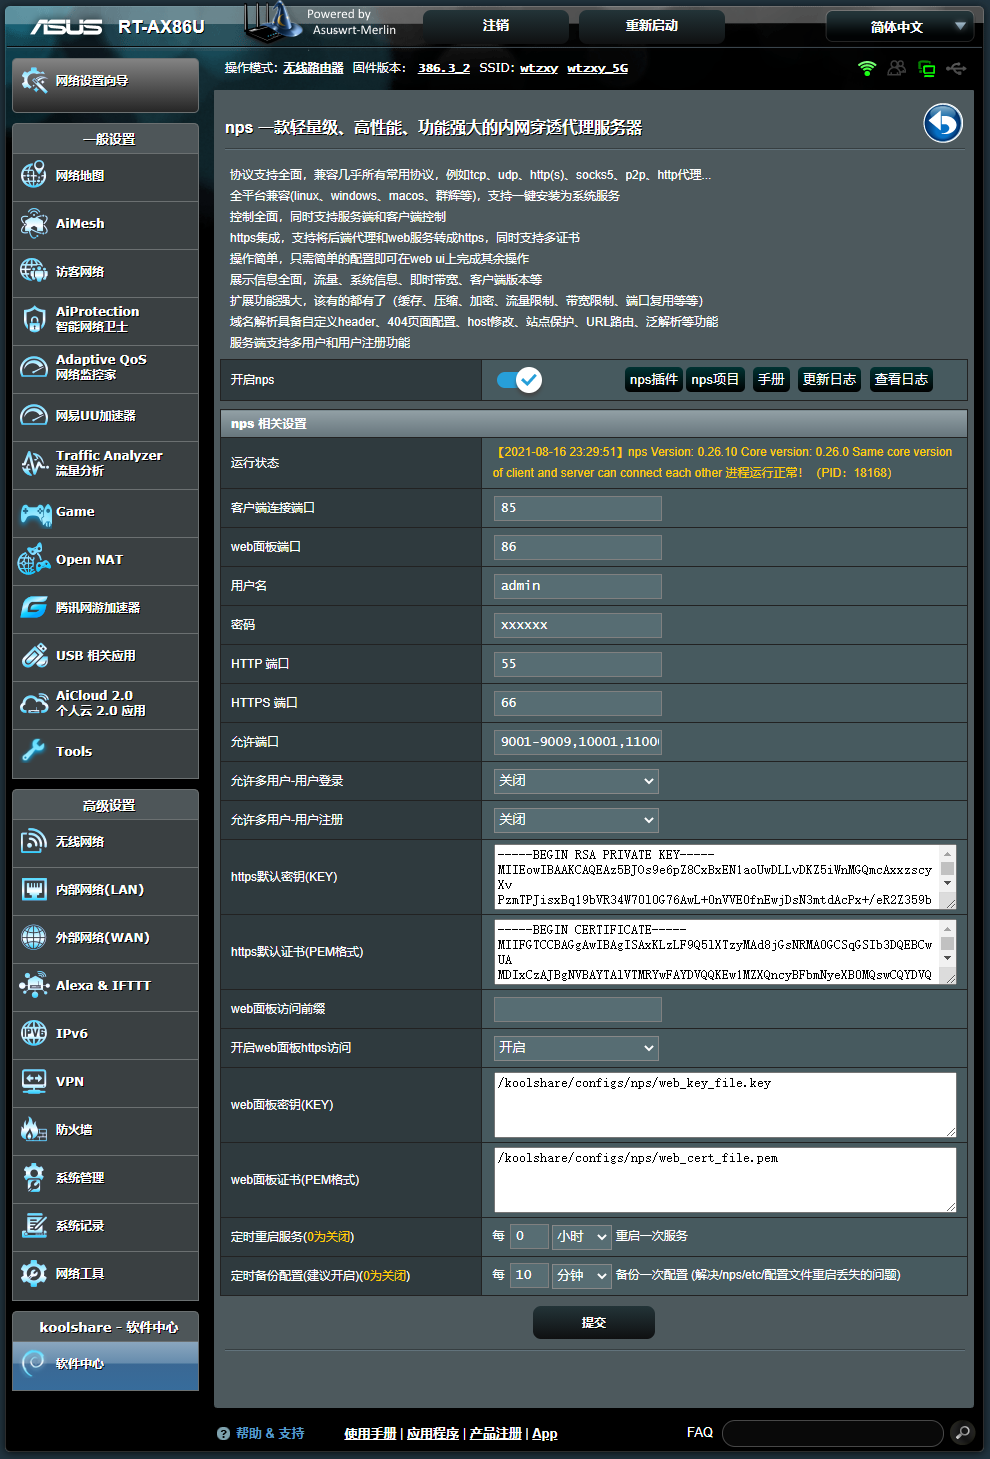 ASUS RT-AX86U
Powered by
Asuswrt-Merlin
注销
重新启动
简体中文
操作模式: 无线路由器 固件版本: 386.3_2 SSID: wtzxy wtzxy_5G
网络设置向导
一般设置
网络地图
AiMesh
访客网络
AiProtection
智能网络卫士
Adaptive QoS
网络监控家
网易UU加速器
Traffic Analyzer
流量分析
Game
Open NAT
腾讯网游加速器
USB 相关应用
AiCloud 2.0
个人云 2.0 应用
Tools
高级设置
无线网络
内部网络(LAN)
外部网络(WAN)
Alexa & IFTTT
IPv6
VPN
防火墙
系统管理
系统记录
网络工具
koolshare - 软件中心
软件中心
nps 一款轻量级、高性能、功能强大的内网穿透代理服务器
协议支持全面，兼容几乎所有常用协议，例如tcp、udp、http(s)、socks5、p2p、http代理...
全平台兼容(linux、windows、macos、群辉等)，支持一键安装为系统服务
控制全面，同时支持服务端和客户端控制
https集成，支持将后端代理和web服务转成https，同时支持多证书
操作简单，只需简单的配置即可在web ui上完成其余操作
展示信息全面，流量、系统信息、即时带宽、客户端版本等
扩展功能强大，该有的都有了（缓存、压缩、加密、流量限制、带宽限制、端口复用等等）
域名解析具备自定义header、404页面配置、host修改、站点保护、URL路由、泛解析等功能
服务端支持多用户和用户注册功能
开启nps
nps插件 nps项目 手册 更新日志 查看日志
nps 相关设置
运行状态
【2021-08-16 23:29:51】nps Version: 0.26.10 Core version: 0.26.0 Same core version
of client and server can connect each other 进程运行正常！（PID：18168）
客户端连接端口 85
web面板端口 86
用户名 admin
密码 xxxxxx
HTTP 端口 55
HTTPS 端口 66
允许端口 9001-9009,10001,1100
允许多用户-用户登录 关闭
允许多用户-用户注册 关闭
https默认密钥(KEY)
-----BEGIN RSA PRIVATE KEY-----
MIIEowIBAAKCAQEAz5BJOs9e6pZ8CxBxEN1aoUwDLLvDKZ5iWnMGQmcAxxzscy
Xv
PzmTPJisxBq19bVR34W7OlOG76AwL+OnVVE0fnEwjDsN3mtdAcPx+/eR2Z359b
https默认证书(PEM格式)
-----BEGIN CERTIFICATE-----
MIIFGTCCBAGgAwIBAgISAxKLzLF9Q5lXTzyMAd8jGsNRMA0GCSqGSIb3DQEBCw
UA
MDIxCzAJBgNVBAYTAlVTMRYwFAYDVQQKEw1MZXQncyBFbmNyeXB0MQswCQYDVQ
web面板访问前缀
开启web面板https访问 开启
web面板密钥(KEY)
/koolshare/configs/nps/web_key_file.key
web面板证书(PEM格式)
/koolshare/configs/nps/web_cert_file.pem
定时重启服务(0为关闭) 每 0 小时 重启一次服务
定时备份配置(建议开启)(0为关闭) 每 10 分钟 备份一次配置 (解决/nps/etc/配置文件重启丢失的问题)
提交
? 帮助 & 支持 使用手册 | 应用程序 | 产品注册 | App FAQ